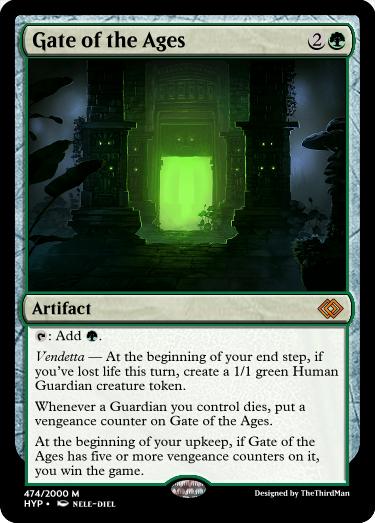 Gate of the Ages 2
Artifact
: Add .
Vendetta — At the beginning of your end step, if
you've lost life this turn, create a 1/1 green Human
Guardian creature token.
Whenever a Guardian you control dies, put a
vengeance counter on Gate of the Ages.
At the beginning of your upkeep, if Gate of the
Ages has five or more vengeance counters on it,
you win the game.
474/2000 M
HYP • NELE-DIEL
Designed by TheThirdMan